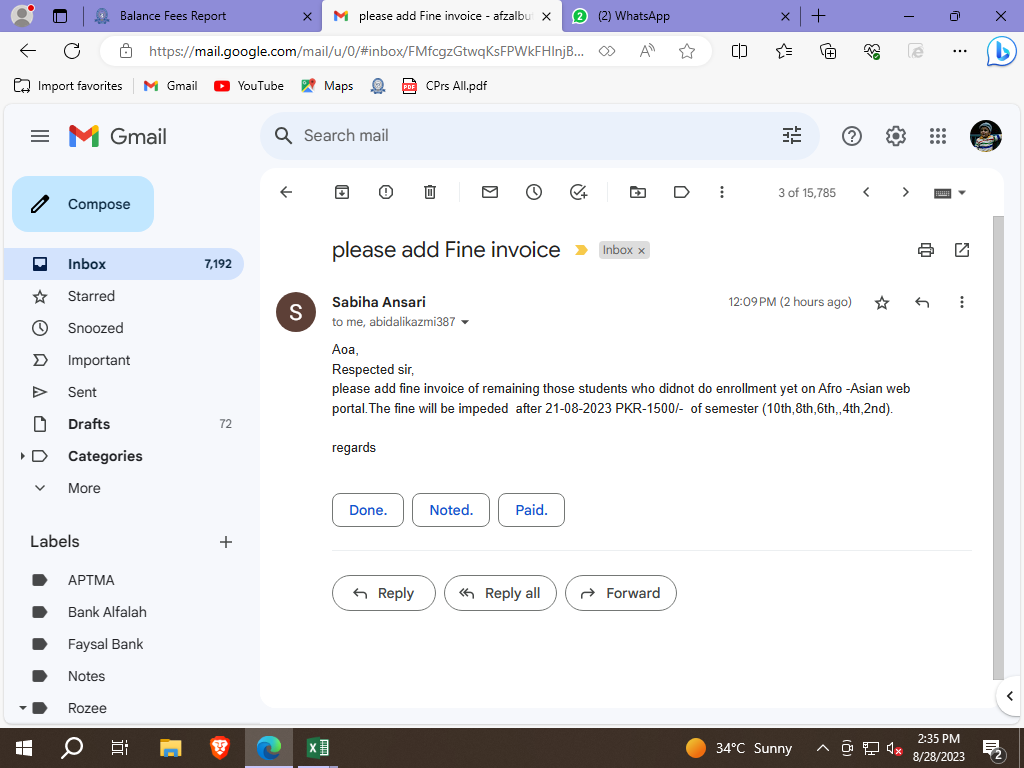 Balance Fees Report
please add Fine invoice - afzalbut
(2) WhatsApp
https://mail.google.com/mail/u/0/#inbox/FMfcgzGtwqKsFPWkFHlnjB...
Import favorites
Gmail
YouTube
Maps
CPrs All.pdf
Gmail
Search mail
Compose
3 of 15,785
Inbox 7,192
Starred
Snoozed
Important
Sent
Drafts 72
Categories
More
Labels
APTMA
Bank Alfalah
Faysal Bank
Notes
Rozee
please add Fine invoice
Inbox x
Sabiha Ansari
12:09 PM (2 hours ago)
to me, abidalikazmi387
S
Aoa,
Respected sir,
please add fine invoice of remaining those students who didnot do enrollment yet on Afro -Asian web
portal.The fine will be impeded  after 21-08-2023 PKR-1500/-  of semester (10th,8th,6th,,4th,2nd).
regards
Done.
Noted.
Paid.
Reply
Reply all
Forward
34°C Sunny
2:35 PM
8/28/2023
2